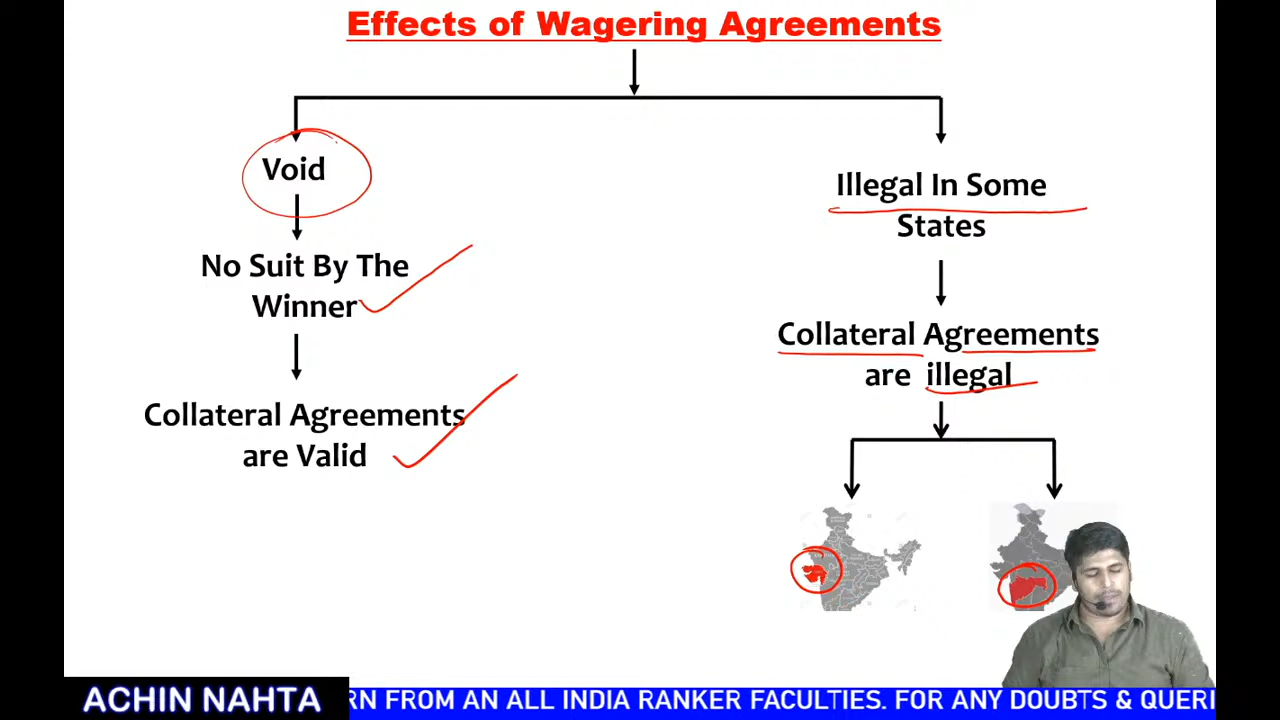 Effects of Wagering Agreements
Void
No Suit By The
Winner
Collateral Agreements
are Valid
Illegal In Some
States
Collateral Agreements
are illegal
ACHIN NAHTA
RN FROM AN ALL INDIA RANKER FACULTIES. FOR ANY DOUBTS & QUERI